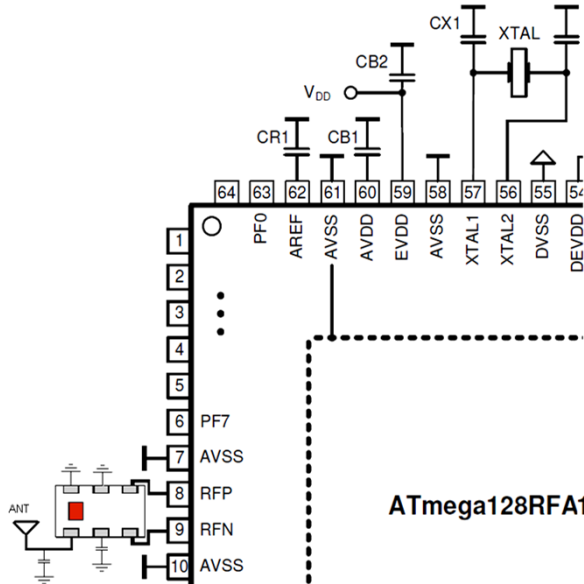 CX1 XTAL
CB2
VDD
CR1 CB1
64 63 62 61 60 59 58 57 56 55 54
PF0 AREF AVSS AVDD EVDD AVSS XTAL1 XTAL2 DVSS DEVDD
1
2
3
4
5
6 PF7
7 AVSS
8 RFP
ANT
9 RFN
10 AVSS
ATmega128RFA1